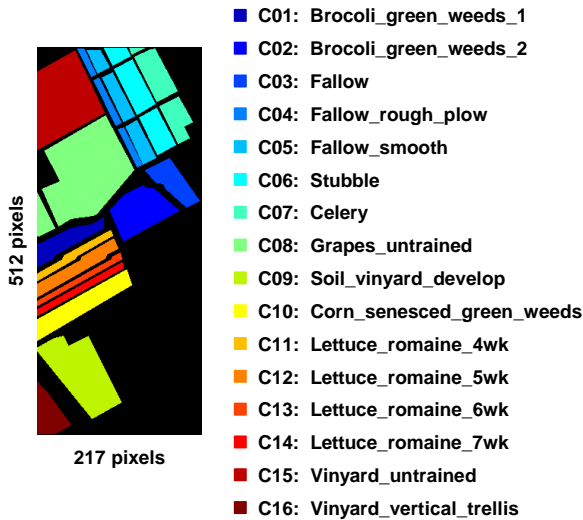 C01: Brocoli_green_weeds_1
C02: Brocoli_green_weeds_2
C03: Fallow
C04: Fallow_rough_plow
C05: Fallow_smooth
C06: Stubble
C07: Celery
C08: Grapes_untrained
C09: Soil_vinyard_develop
C10: Corn_senesced_green_weeds
C11: Lettuce_romaine_4wk
C12: Lettuce_romaine_5wk
C13: Lettuce_romaine_6wk
C14: Lettuce_romaine_7wk
C15: Vinyard_untrained
C16: Vinyard_vertical_trellis
512 pixels
217 pixels